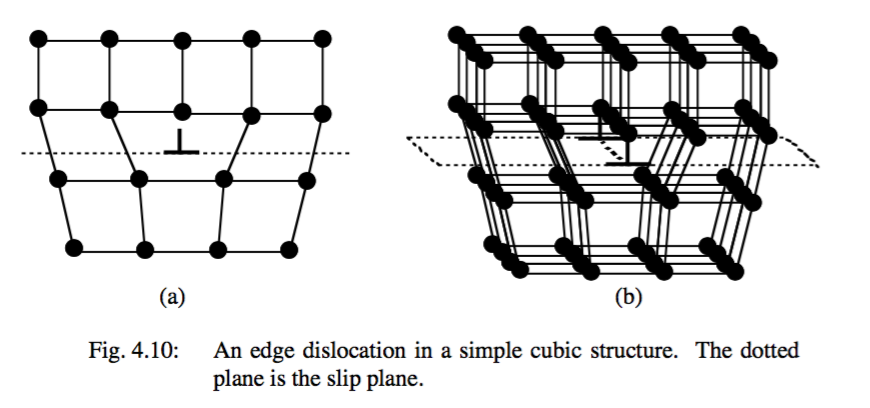 (a)
(b)
Fig. 4.10: An edge dislocation in a simple cubic structure. The dotted
plane is the slip plane.